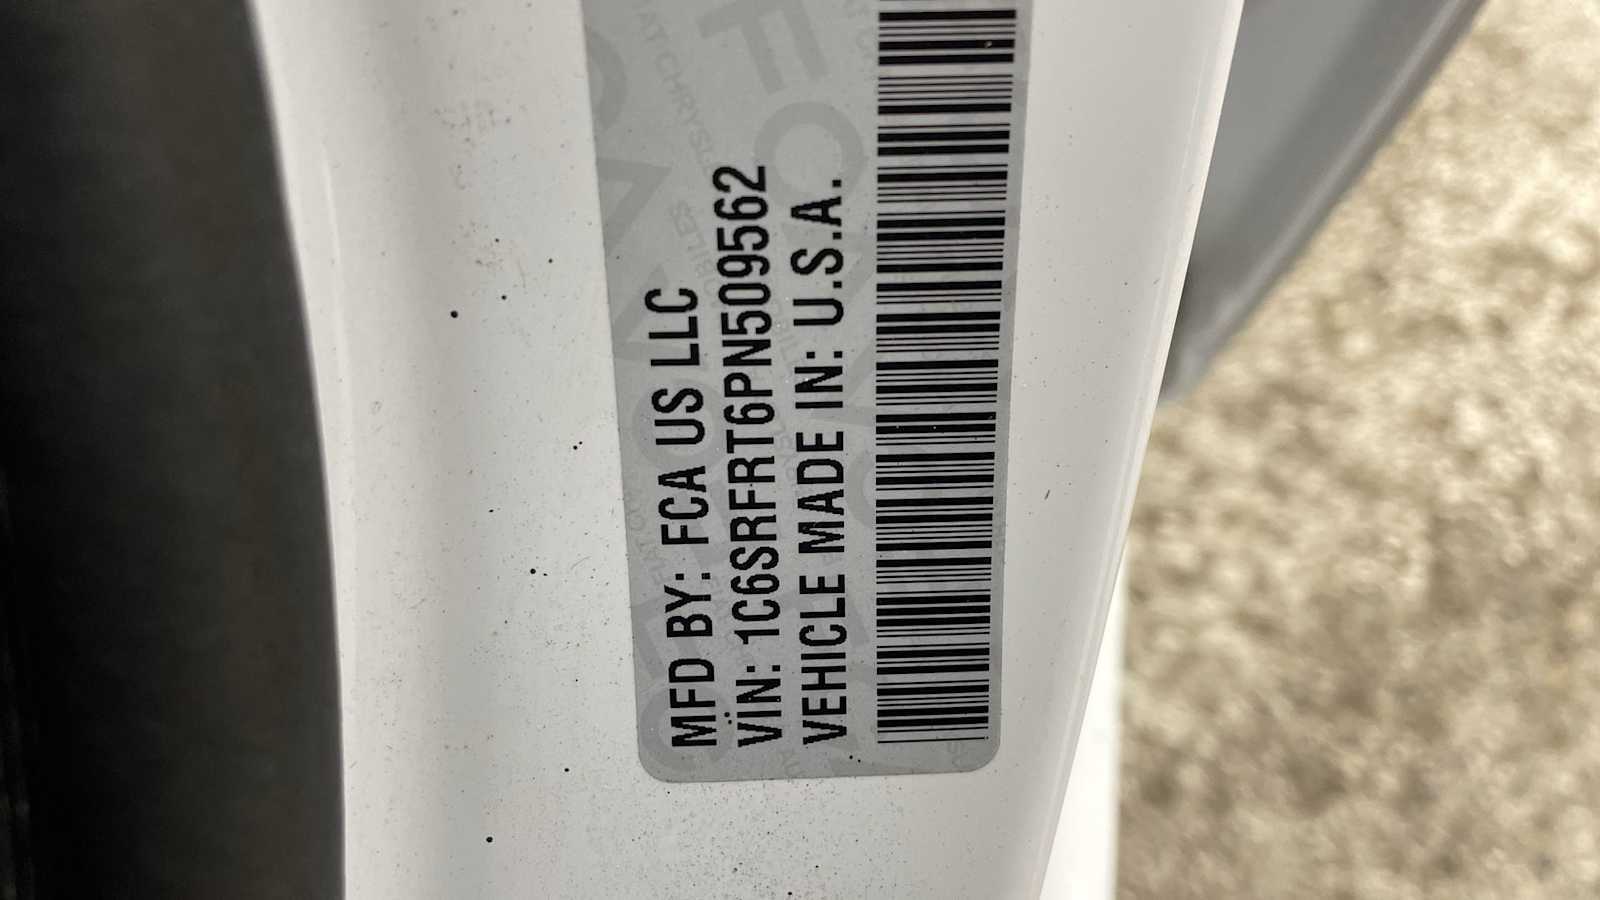 MFD BY: FCA US LLC
VIN: 1C6SRFRT6PN509562
VEHICLE MADE IN: U.S.A.